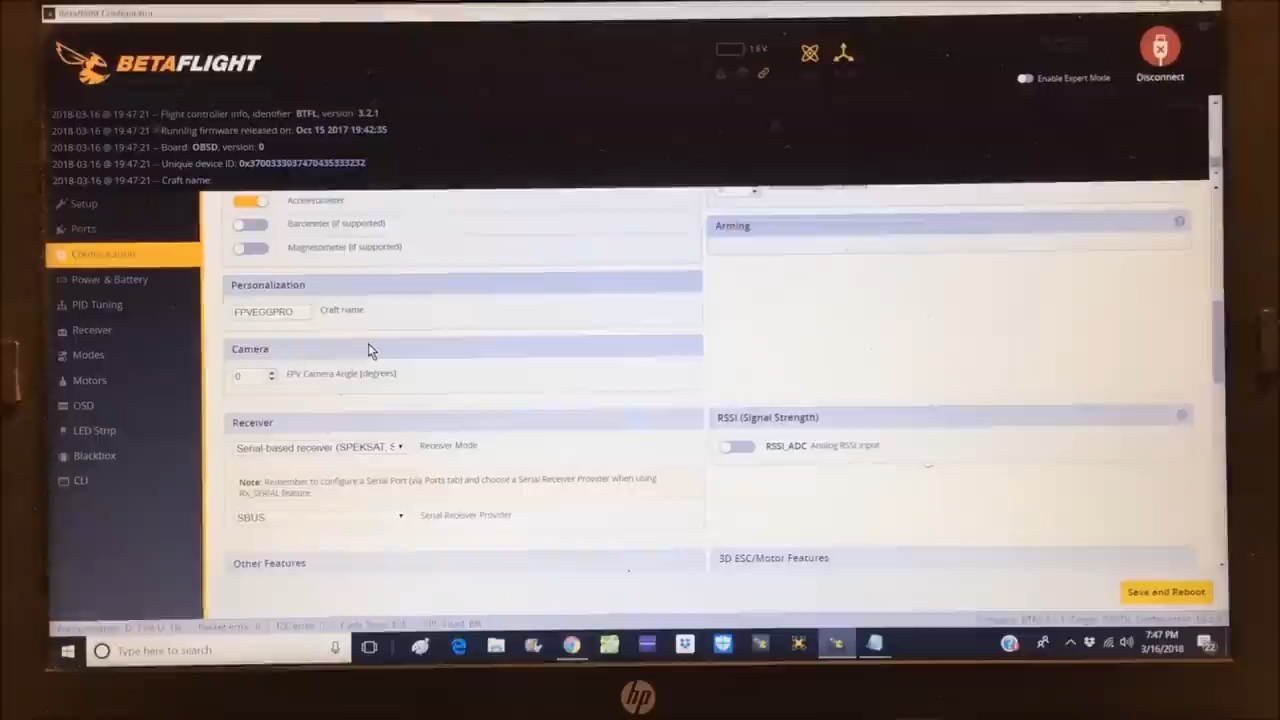 Betaflight Configurator
BETAFLIGHT
1.6 V
Enable Expert Mode
Disconnect
2018-03-16 @ 19:47:21 -- Flight controller info, identifier: BTFL, version: 3.2.1
2018-03-16 @ 19:47:21 -- Running firmware released on: Oct 15 2017 19:42:35
2018-03-16 @ 19:47:21 -- Board: OBSD, version: 0
2018-03-16 @ 19:47:21 -- Unique device ID: 0x3700333037470435333232
2018-03-16 @ 19:47:21 -- Craft name:
Setup
Ports
Configuration
Power & Battery
PID Tuning
Receiver
Modes
Motors
OSD
LED Strip
Blackbox
CLI
Accelerometer
Barometer (if supported)
Magnetometer (if supported)
Personalization
FPVEGGPRO Craft name
Camera
0 FPV Camera Angle [degrees]
Receiver
Serial-based receiver (SPEKSAT, S Receiver Mode
Note: Remember to configure a Serial Port (via Ports tab) and choose a Serial Receiver Provider when using
RX_SERIAL feature.
SBUS Serial Receiver Provider
Other Features
Arming
RSSI (Signal Strength)
RSSI_ADC Analog RSSI input
3D ESC/Motor Features
Save and Reboot
Type here to search
7:47 PM
3/16/2018
22
hp